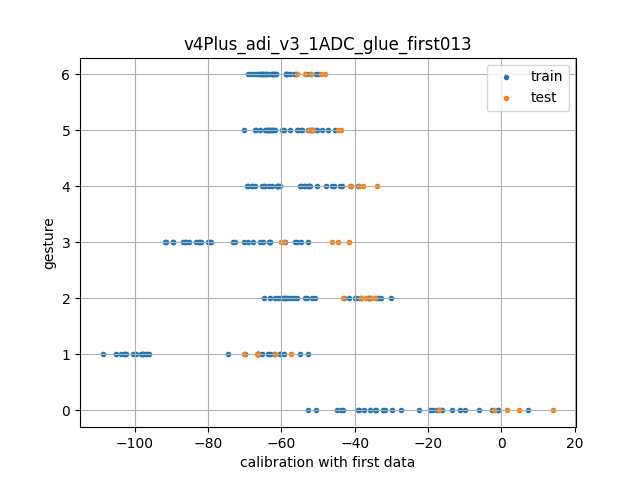 v4Plus_adi_v3_1ADC_glue_first013
train
test
6
5
4
3
2
1
0
gesture
−100
−80
−60
−40
−20
0
20
calibration with first data